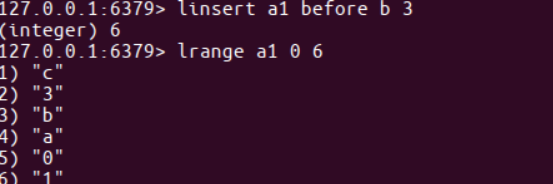 127.0.0.1:6379> linsert a1 before b 3
(integer) 6
127.0.0.1:6379> lrange a1 0 6
1) "c"
2) "3"
3) "b"
4) "a"
5) "0"
6) "1"